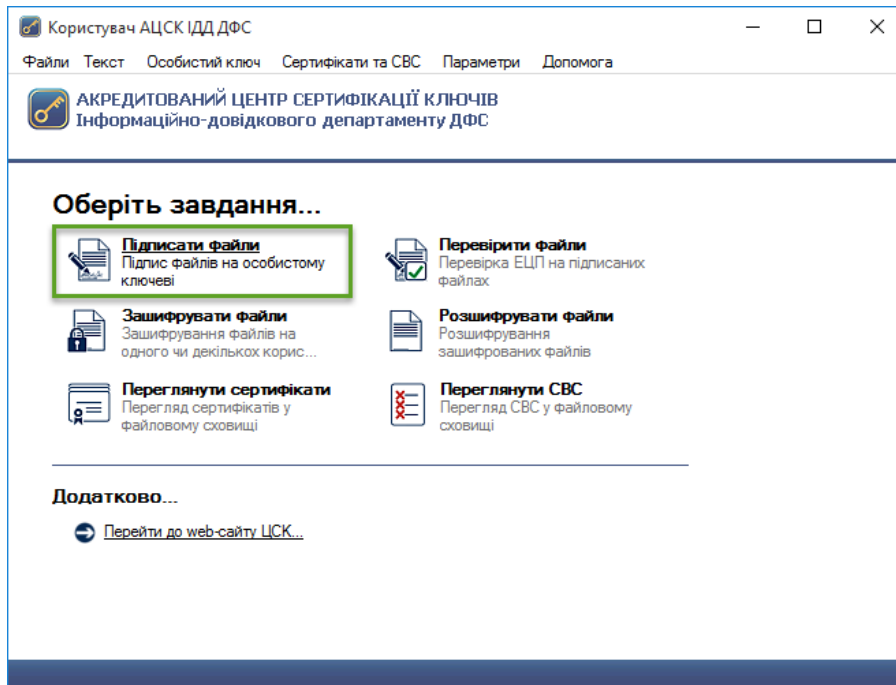 Користувач АЦСК ІДД ДФС
Файли Текст Особистий ключ Сертифікати та СВС Параметри Допомога
АКРЕДИТОВАНИЙ ЦЕНТР СЕРТИФІКАЦІЇ КЛЮЧІВ
Інформаційно-довідкового департаменту ДФС
Оберіть завдання...
Підписати файли
Підпис файлів на особистому
ключеві
Перевірити файли
Перевірка ЕЦП на підписаних
файлах
Зашифрувати файли
Зашифрування файлів на
одного чи декількох корис...
Розшифрувати файли
Розшифрування
зашифрованих файлів
Переглянути сертифікати
Перегляд сертифікатів у
файловому сховищі
Переглянути СВС
Перегляд СВС у файловому
сховищі
Додатково...
Перейти до web-сайту ЦСК...